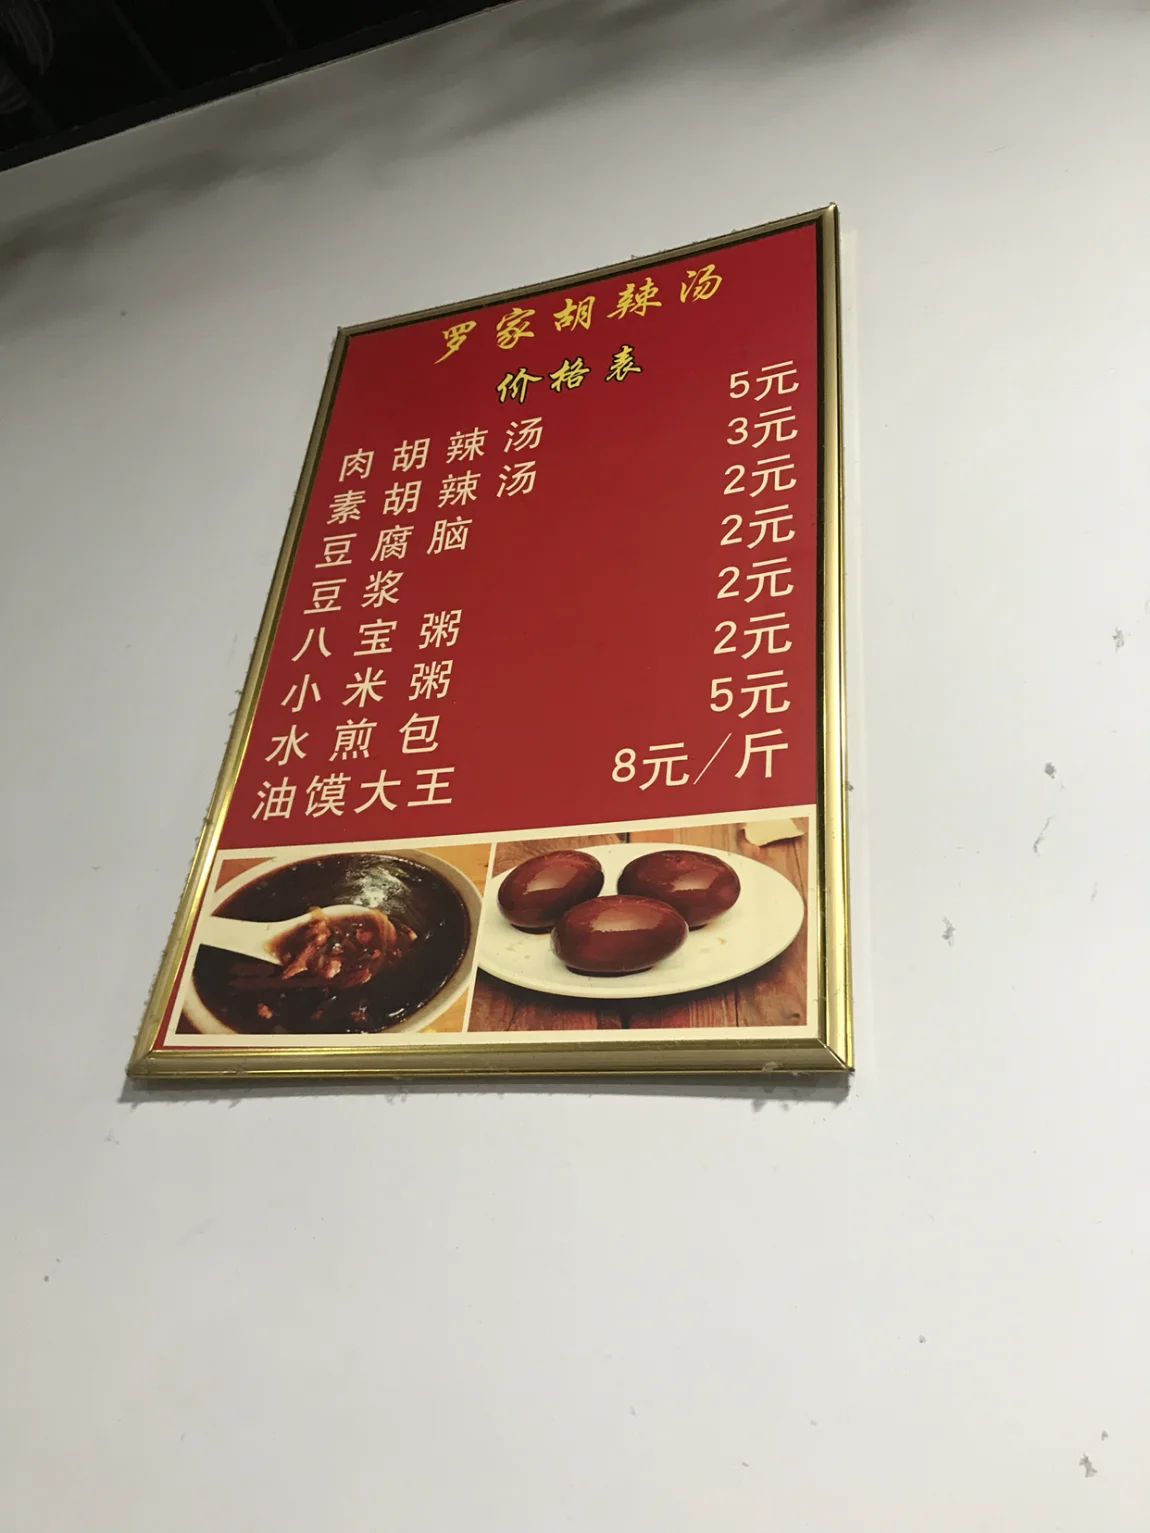 罗家胡辣汤
价格表
肉胡辣汤 5元
素胡辣汤 3元
豆腐脑 2元
豆浆 2元
八宝粥 2元
小米粥 2元
水煎包 5元
油馍大王 8元/斤